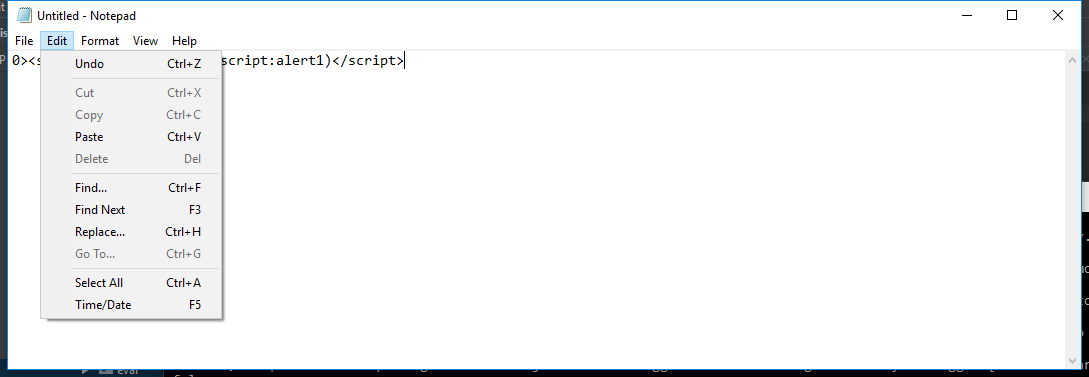 Untitled - Notepad
File Edit Format View Help
0><s script:alert1)</script>
Undo Ctrl+Z
Cut Ctrl+X
Copy Ctrl+C
Paste Ctrl+V
Delete Del
Find... Ctrl+F
Find Next F3
Replace... Ctrl+H
Go To... Ctrl+G
Select All Ctrl+A
Time/Date F5
eval